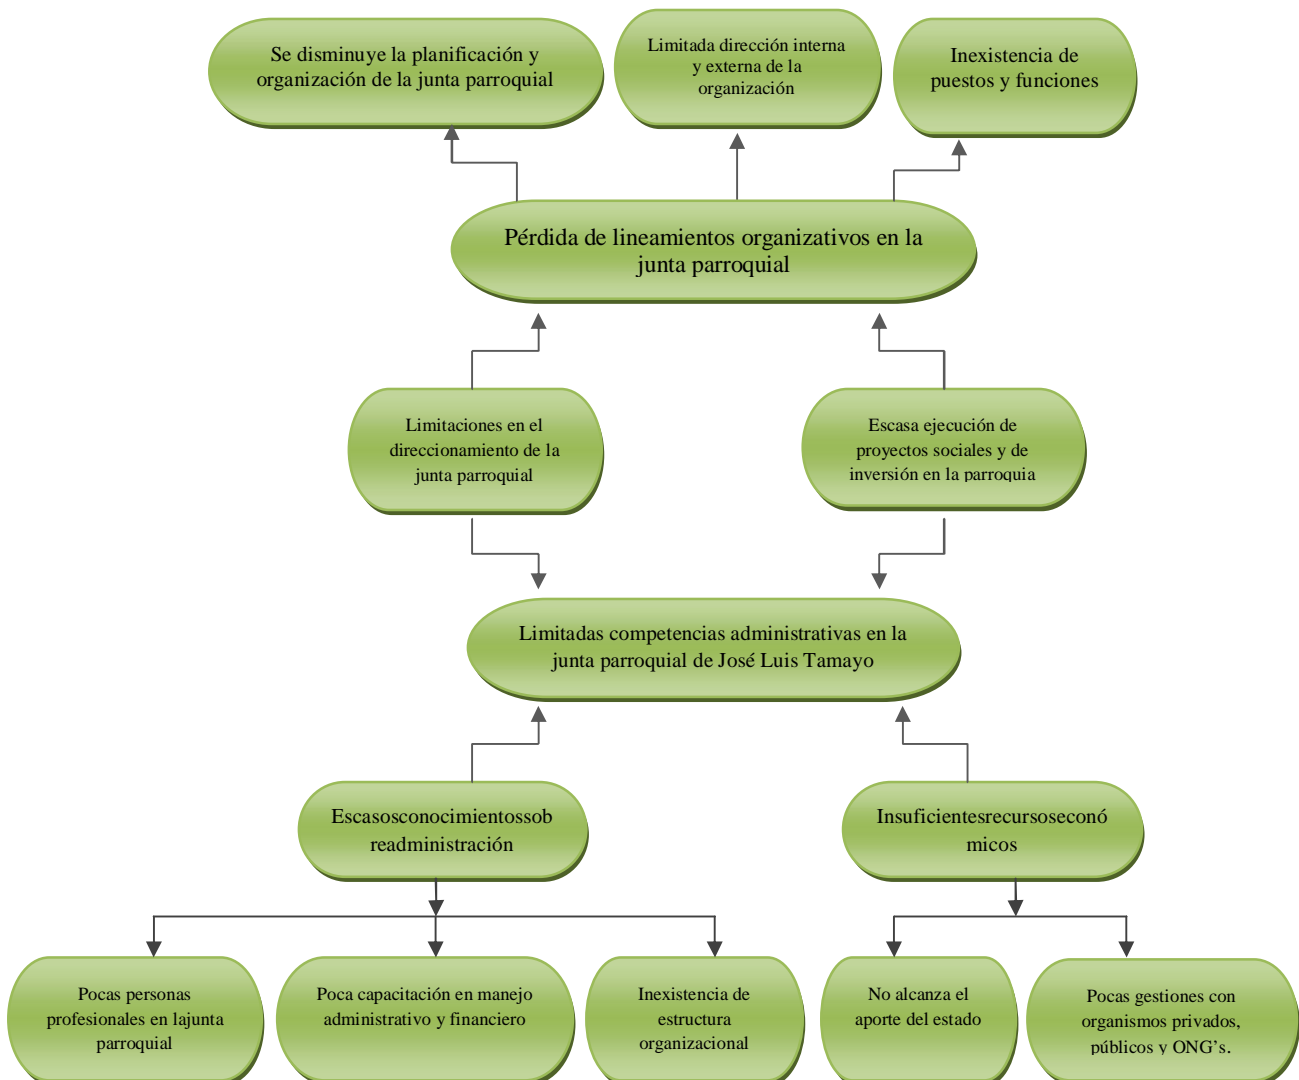 Se disminuye la planificación y
organización de la junta parroquial
Limitada dirección interna
y externa de la
organización
Inexistencia de
puestos y funciones
Pérdida de lineamientos organizativos en la
junta parroquial
Limitaciones en el
direccionamiento de la
junta parroquial
Escasa ejecución de
proyectos sociales y de
inversión en la parroquia
Limitadas competencias administrativas en la
junta parroquial de José Luis Tamayo
Escasosconocimientossob
readministración
Insuficientesrecursoseconó
micos
Pocas personas
profesionales en lajunta
parroquial
Poca capacitación en manejo
administrativo y financiero
Inexistencia de
estructura
organizacional
No alcanza el
aporte del estado
Pocas gestiones con
organismos privados,
públicos y ONG’s.